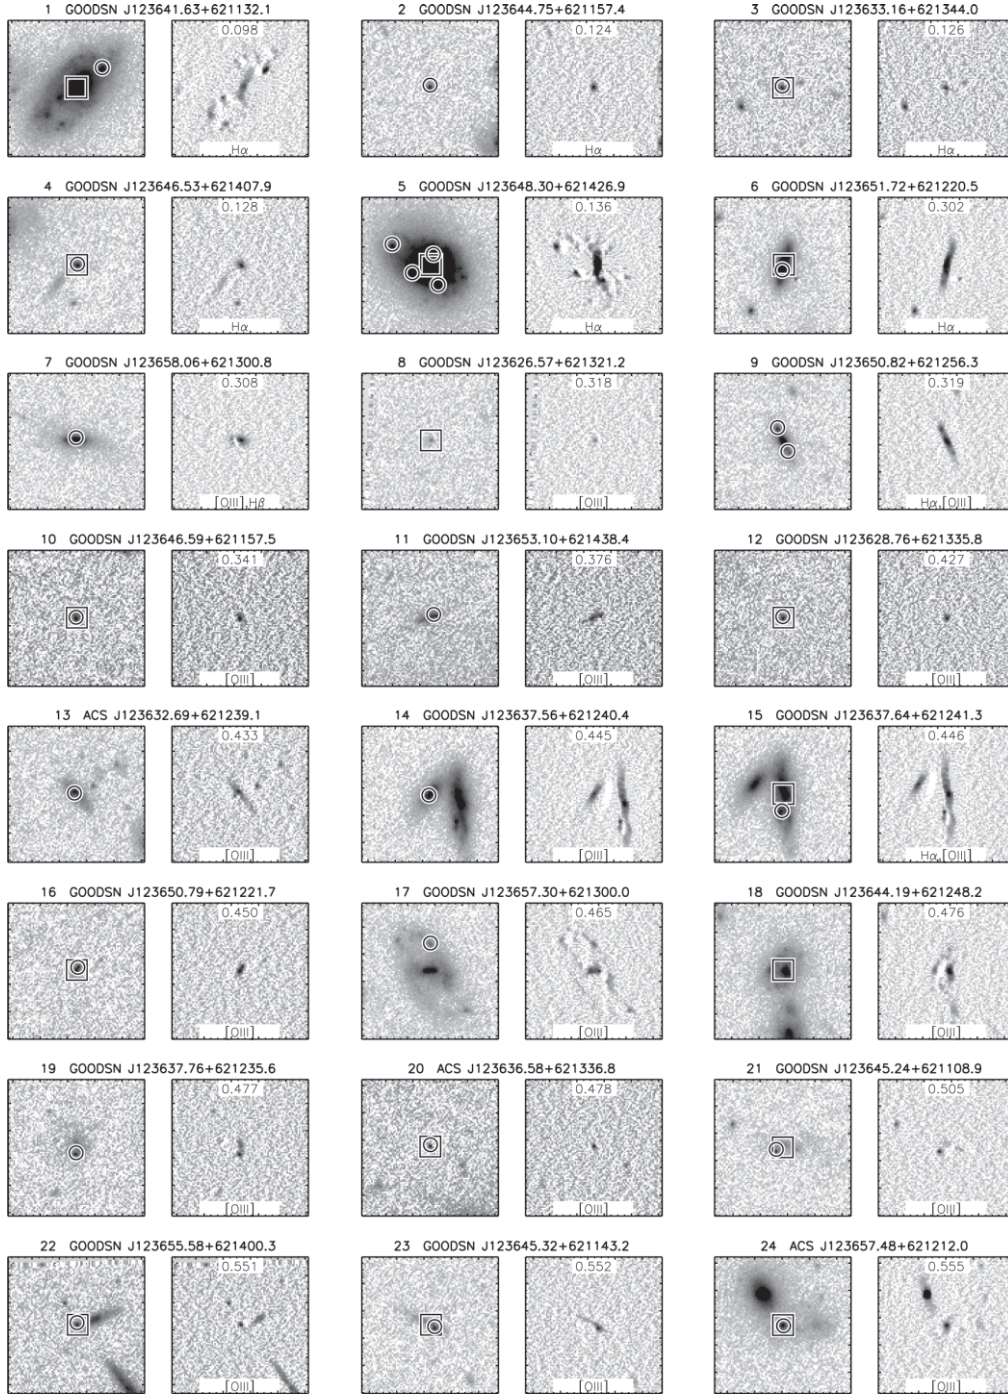 1 GOODSN J123641.63+621132.1
2 GOODSN J123644.75+621157.4
3 GOODSN J123633.16+621344.0
0.098
0.124
0.126
Hα
Hα
Hα
4 GOODSN J123646.53+621407.9
5 GOODSN J123648.30+621426.9
6 GOODSN J123651.72+621220.5
0.128
0.136
0.302
Hα
Hα
Hα
7 GOODSN J123658.06+621300.8
8 GOODSN J123626.57+621321.2
9 GOODSN J123650.82+621256.3
0.308
0.318
0.319
[OIII],Hβ
[OIII]
Hα,[OIII]
10 GOODSN J123646.59+621157.5
11 GOODSN J123653.10+621438.4
12 GOODSN J123628.76+621335.8
0.341
0.376
0.427
[OIII]
[OIII]
[OIII]
13 ACS J123632.69+621239.1
14 GOODSN J123637.56+621240.4
15 GOODSN J123637.64+621241.3
0.433
0.445
0.446
[OIII]
[OIII]
Hα,[OIII]
16 GOODSN J123650.79+621221.7
17 GOODSN J123657.30+621300.0
18 GOODSN J123644.19+621248.2
0.450
0.465
0.476
[OIII]
[OIII]
[OIII]
19 GOODSN J123637.76+621235.6
20 ACS J123636.58+621336.8
21 GOODSN J123645.24+621108.9
0.477
0.478
0.505
[OIII]
[OIII]
[OIII]
22 GOODSN J123655.58+621400.3
23 GOODSN J123645.32+621143.2
24 ACS J123657.48+621212.0
0.551
0.552
0.555
[OIII]
[OIII]
[OIII]